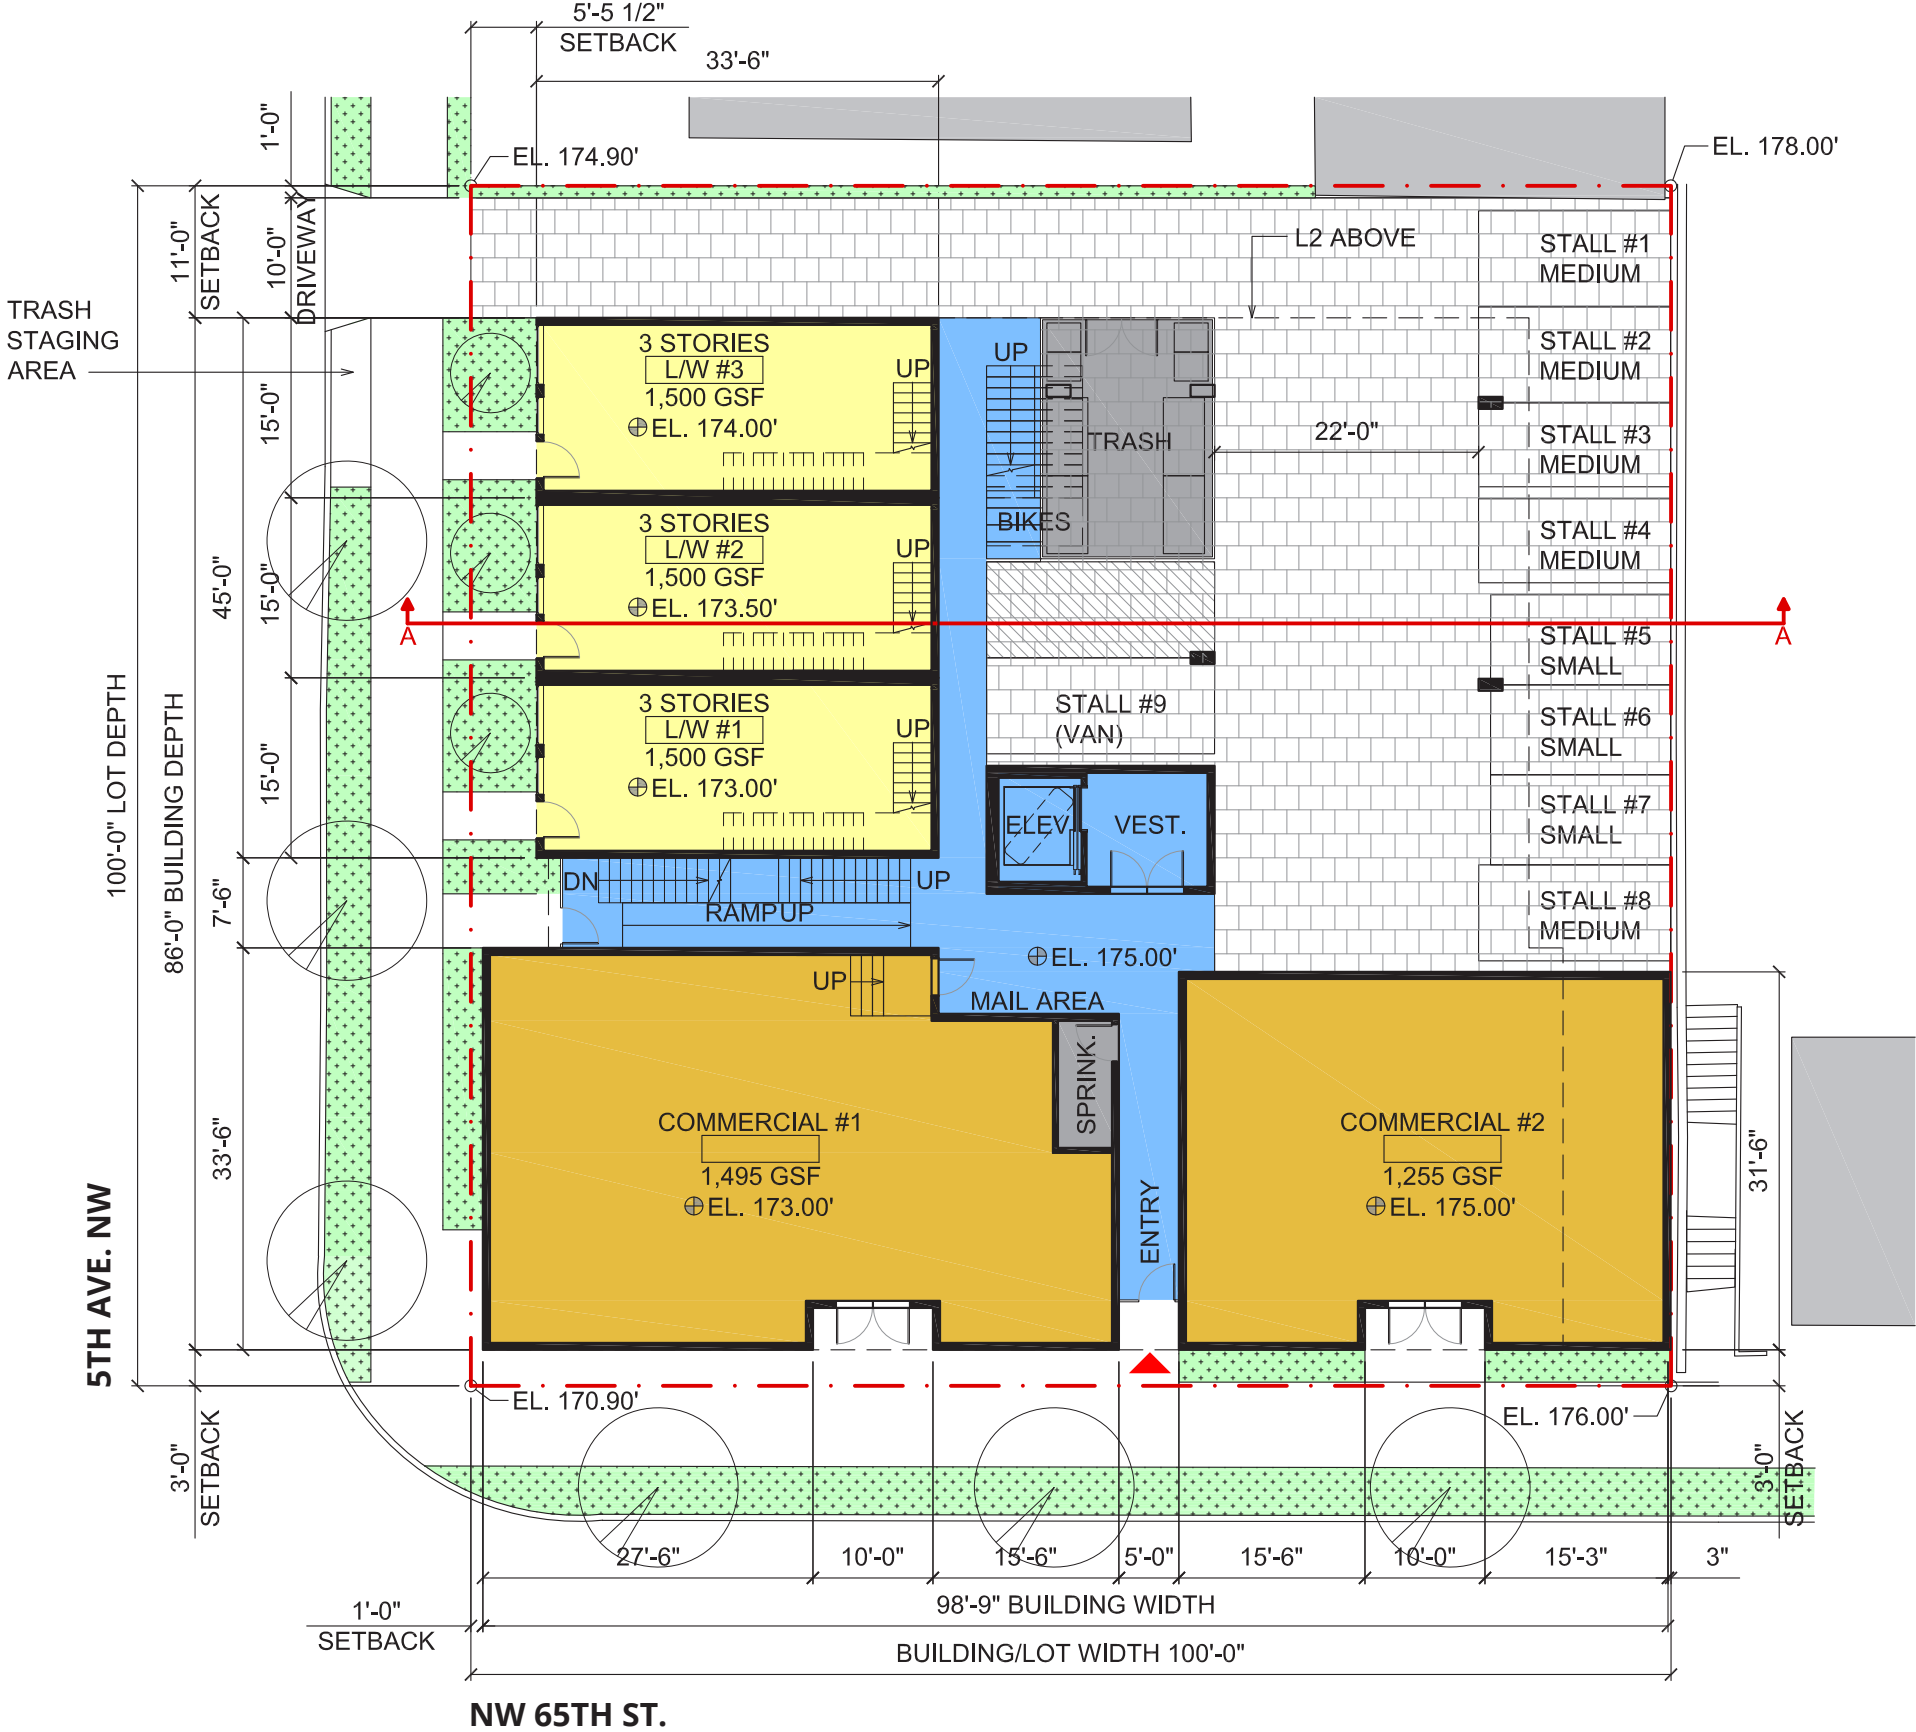 5'-5 1/2"
SETBACK
33'-6"
1'-0"
EL. 174.90'
EL. 178.00'
11'-0"
SETBACK
10'-0"
DRIVEWAY
L2 ABOVE
STALL #1
MEDIUM
TRASH
STAGING
AREA
3 STORIES
L/W #3
1,500 GSF
EL. 174.00'
UP
UP
TRASH
BIKES
22'-0"
STALL #2
MEDIUM
STALL #3
MEDIUM
15'-0"
3 STORIES
L/W #2
1,500 GSF
EL. 173.50'
UP
STALL #4
MEDIUM
45'-0"
15'-0"
A
A
STALL #5
SMALL
100'-0" LOT DEPTH
86'-0" BUILDING DEPTH
15'-0"
3 STORIES
L/W #1
1,500 GSF
EL. 173.00'
UP
STALL #9
(VAN)
STALL #6
SMALL
STALL #7
SMALL
ELEV.
VEST.
7'-6"
DN
UP
RAMP UP
STALL #8
MEDIUM
EL. 175.00'
UP
MAIL AREA
SPRINK.
33'-6"
COMMERCIAL #1
1,495 GSF
EL. 173.00'
ENTRY
COMMERCIAL #2
1,255 GSF
EL. 175.00'
31'-6"
5TH AVE. NW
EL. 170.90'
EL. 176.00'
3'-0"
SETBACK
3'-0"
SETBACK
27'-6"
10'-0"
15'-6"
5'-0"
15'-6"
10'-0"
15'-3"
3"
98'-9" BUILDING WIDTH
1'-0"
SETBACK
BUILDING/LOT WIDTH 100'-0"
NW 65TH ST.